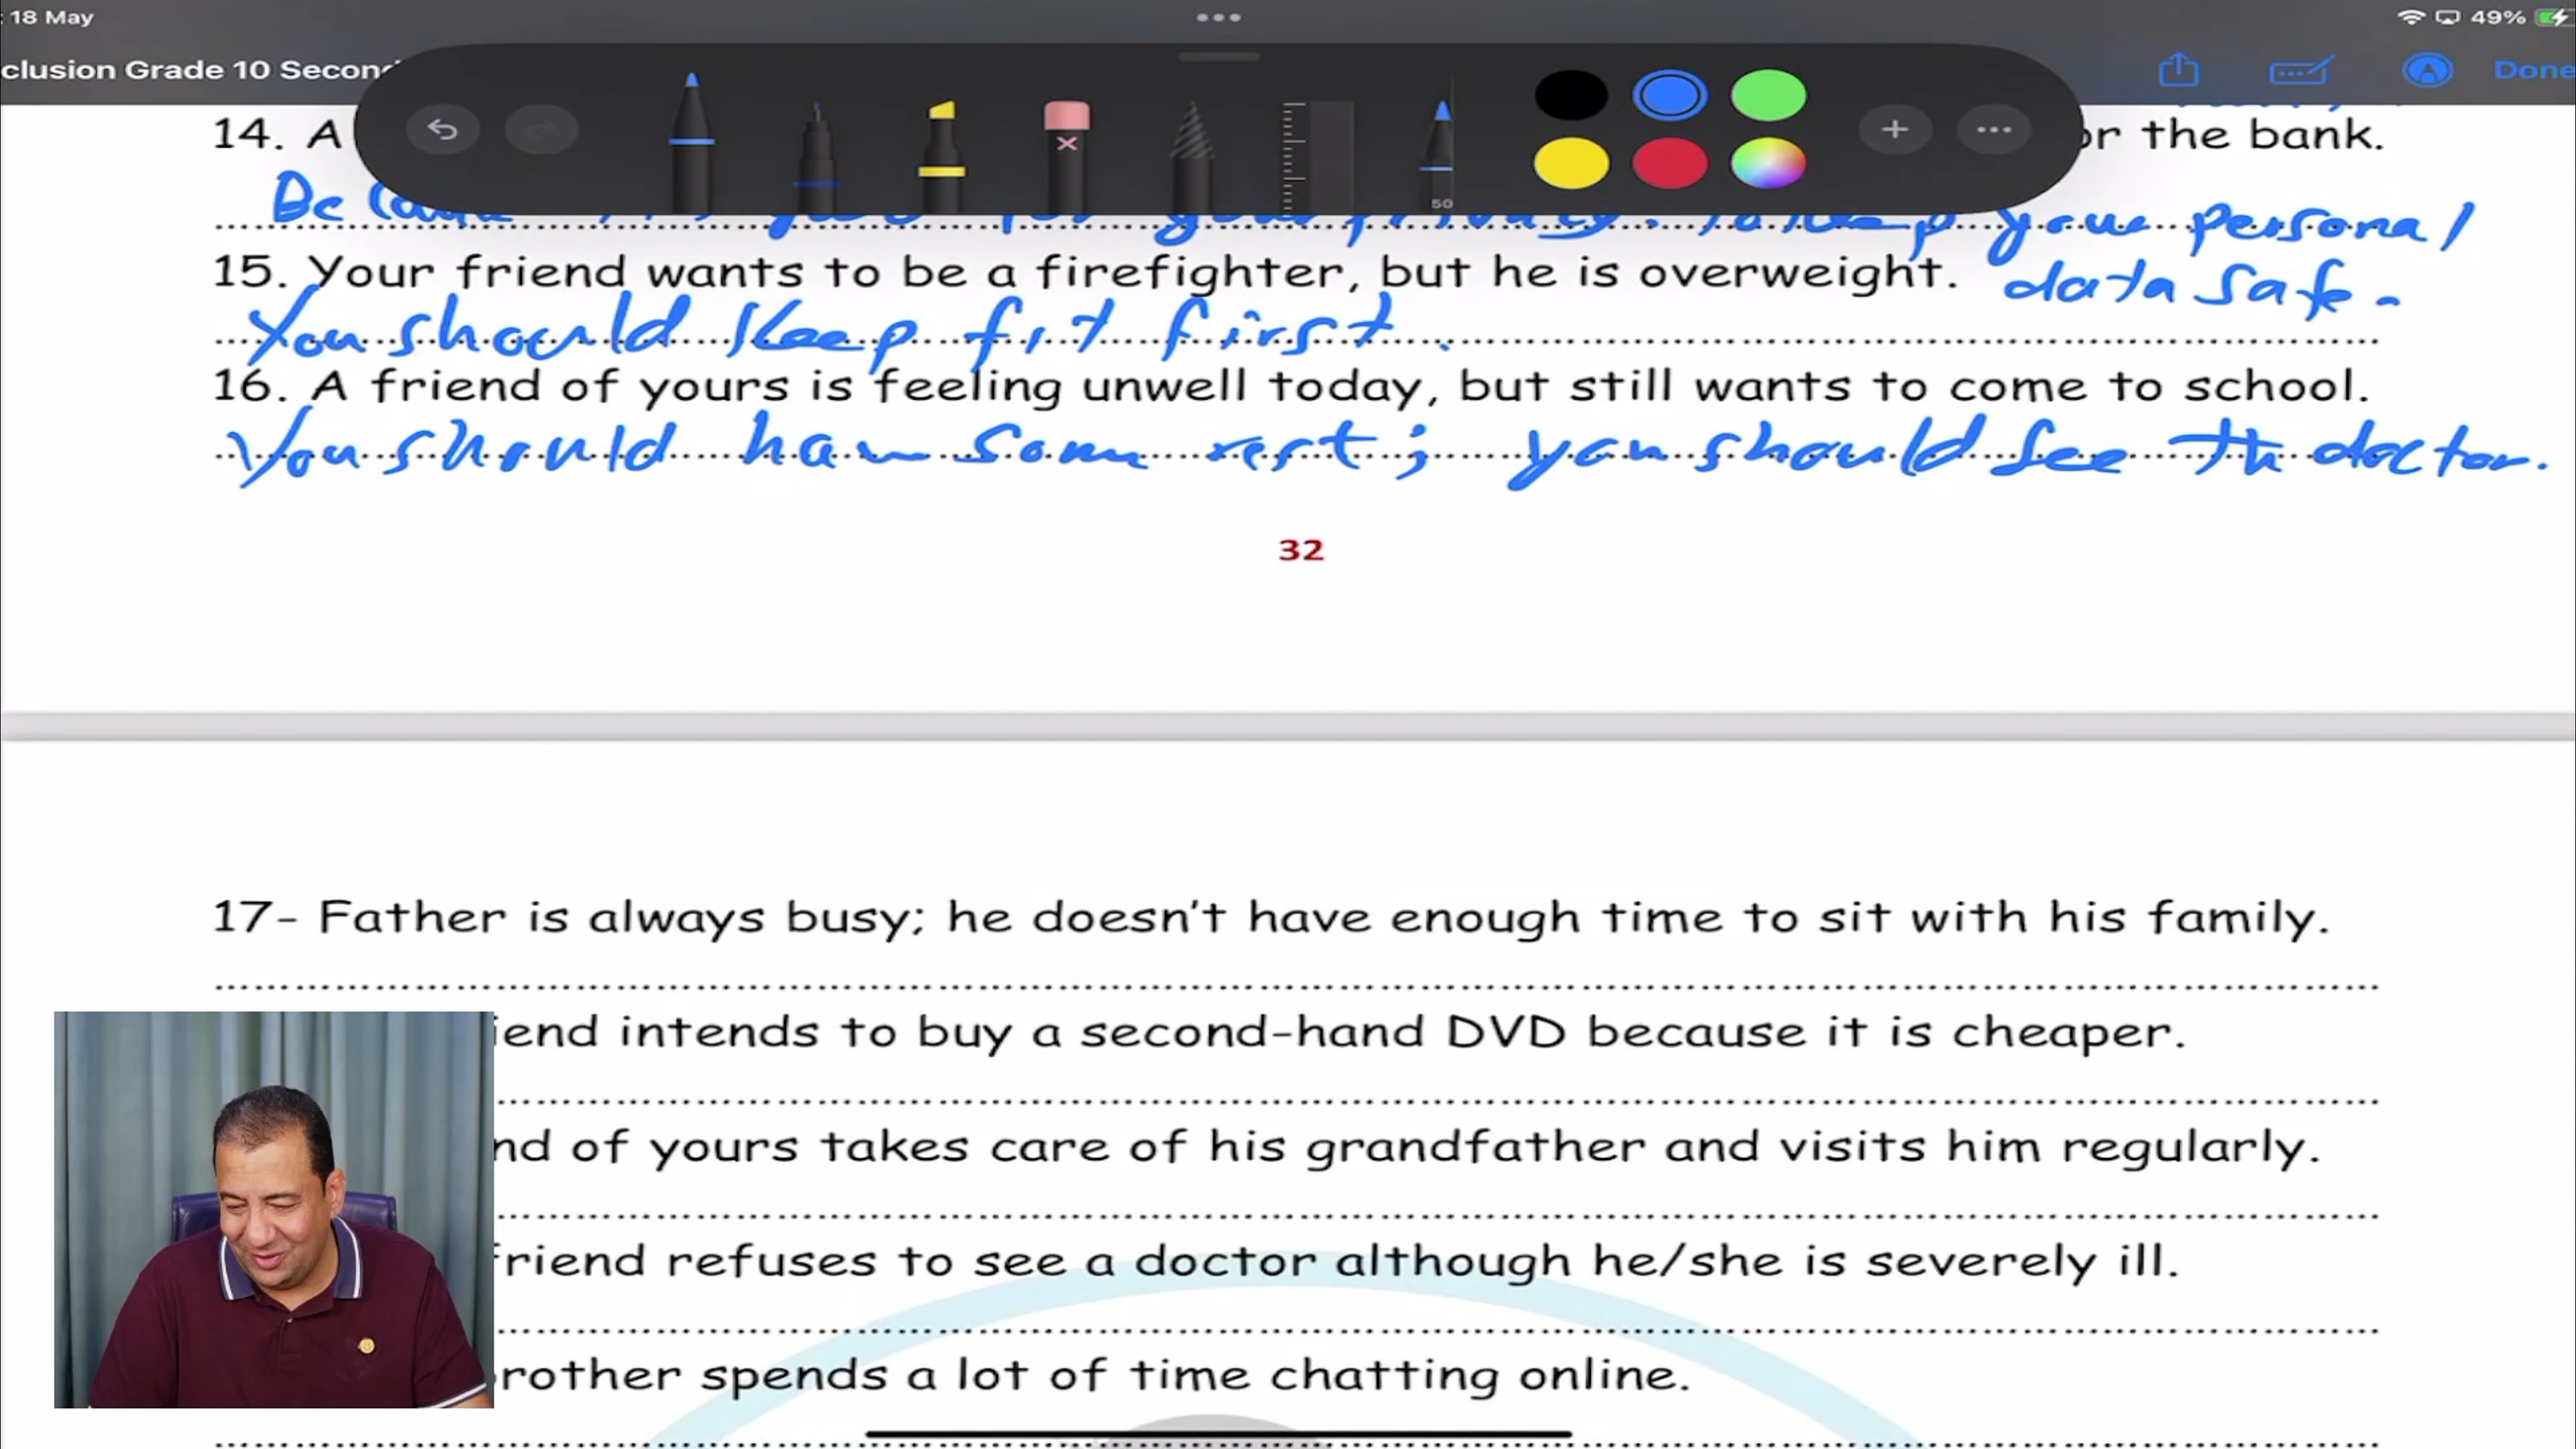 18 May
49%
clusion Grade 10 Second
Done
50
14. A
or the bank.
Because
your personal
data safe.
15. Your friend wants to be a firefighter, but he is overweight.
You should keep fit first.
16. A friend of yours is feeling unwell today, but still wants to come to school.
You should have some rest; you should see the doctor.
32
17- Father is always busy; he doesn't have enough time to sit with his family.
iend intends to buy a second-hand DVD because it is cheaper.
nd of yours takes care of his grandfather and visits him regularly.
friend refuses to see a doctor although he/she is severely ill.
rother spends a lot of time chatting online.